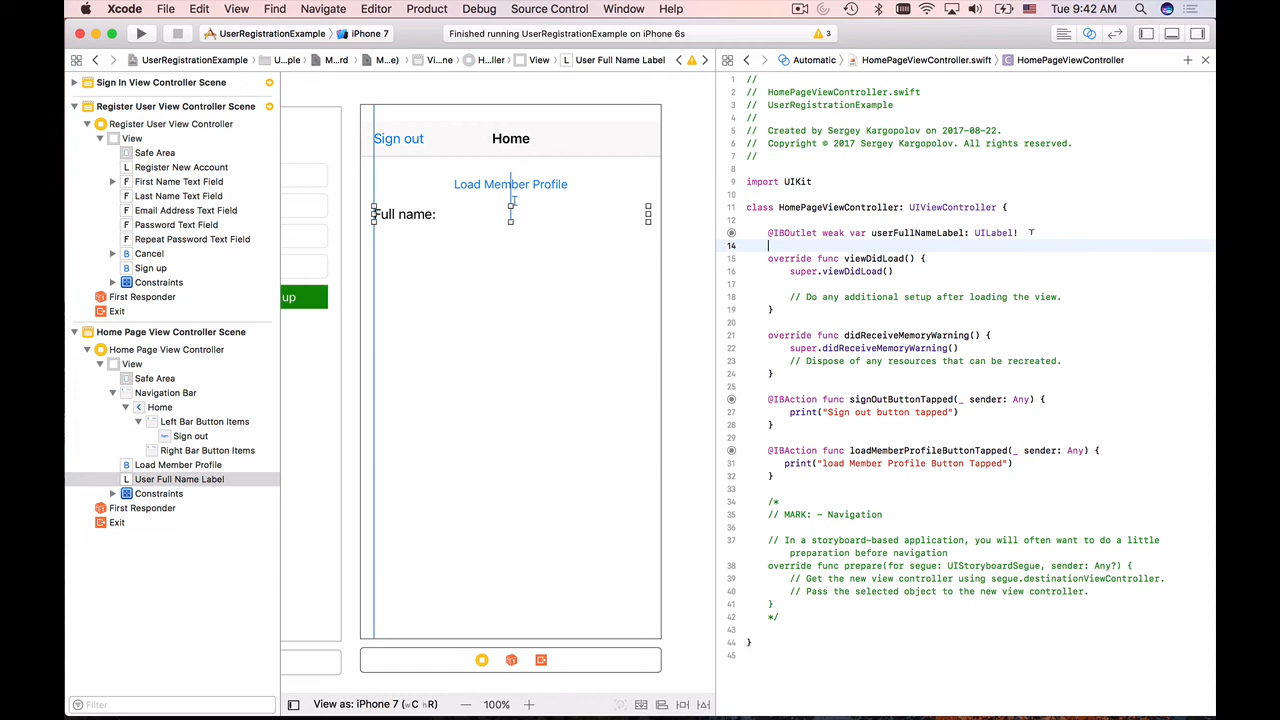 Xcode File Edit View Find Navigate Editor Product Debug Source Control Window Help Tue 9:42 AM
UserRegistrationExample iPhone 7 Finished running UserRegistrationExample on iPhone 6s 3
UserRegistrationExample U...ple M...rd M...e) Vi...ne H...ller View L User Full Name Label Automatic HomePageViewController.swift C HomePageViewController
Sign In View Controller Scene
Register User View Controller Scene
Register User View Controller
View
Safe Area
L Register New Account
F First Name Text Field
F Last Name Text Field
F Email Address Text Field
F Password Text Field
F Repeat Password Text Field
Cancel
B Sign up
Constraints
First Responder
Exit
Home Page View Controller Scene
Home Page View Controller
View
Safe Area
Navigation Bar
Home
Left Bar Button Items
Sign out
Right Bar Button Items
B Load Member Profile
L User Full Name Label
Constraints
First Responder
Exit
Filter
up
Sign out Home
Load Member Profile
Full name:
View as: iPhone 7 (wC hR) 100%
1 //
2 // HomePageViewController.swift
3 // UserRegistrationExample
4 //
5 // Created by Sergey Kargopolov on 2017-08-22.
6 // Copyright © 2017 Sergey Kargopolov. All rights reserved.
7 //
8
9 import UIKit
10
11 class HomePageViewController: UIViewController {
12
@IBOutlet weak var userFullNameLabel: UILabel!
14
15 override func viewDidLoad() {
16 super.viewDidLoad()
17
18 // Do any additional setup after loading the view.
19 }
20
21 override func didReceiveMemoryWarning() {
22 super.didReceiveMemoryWarning()
23 // Dispose of any resources that can be recreated.
24 }
25
@IBAction func signOutButtonTapped(_ sender: Any) {
27 print("Sign out button tapped")
28 }
29
@IBAction func loadMemberProfileButtonTapped(_ sender: Any) {
31 print("load Member Profile Button Tapped")
32 }
33
34 /*
35 // MARK: - Navigation
36
37 // In a storyboard-based application, you will often want to do a little
preparation before navigation
38 override func prepare(for segue: UIStoryboardSegue, sender: Any?) {
39 // Get the new view controller using segue.destinationViewController.
40 // Pass the selected object to the new view controller.
41 }
42 */
43
44 }
45